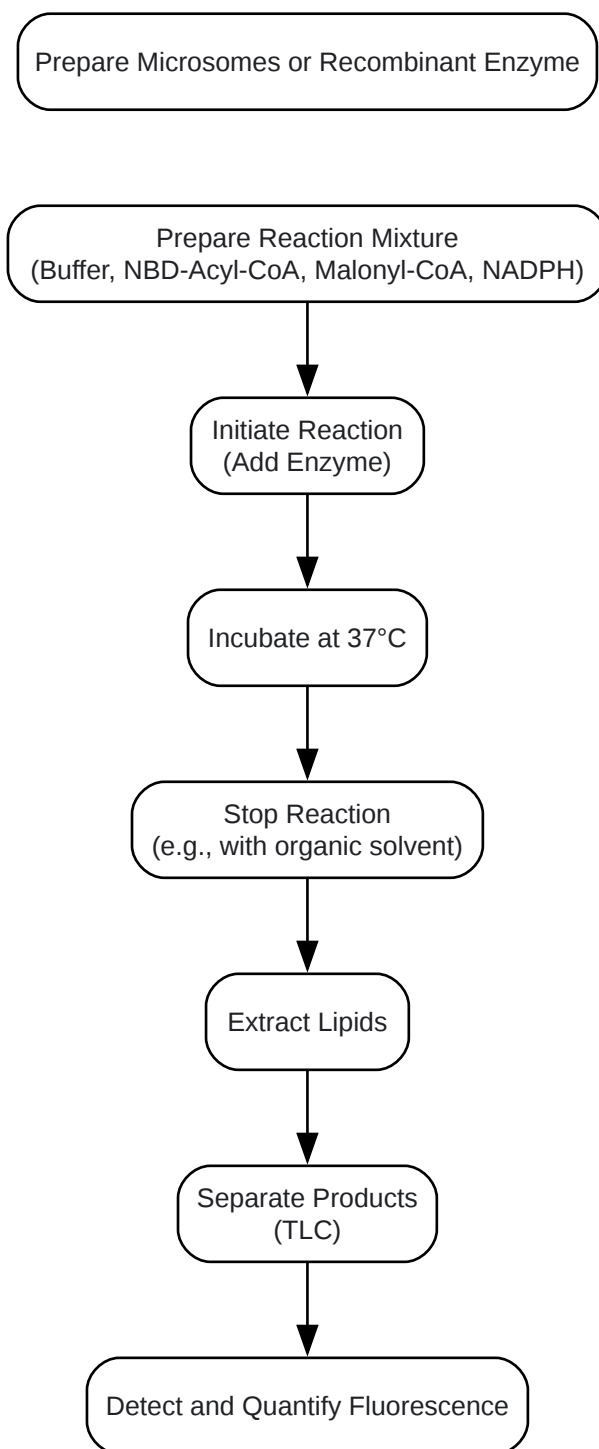 Prepare Microsomes or Recombinant Enzyme
Prepare Reaction Mixture
(Buffer, NBD-Acyl-CoA, Malonyl-CoA, NADPH)
Initiate Reaction
(Add Enzyme)
Incubate at 37°C
Stop Reaction
(e.g., with organic solvent)
Extract Lipids
Separate Products
(TLC)
Detect and Quantify Fluorescence